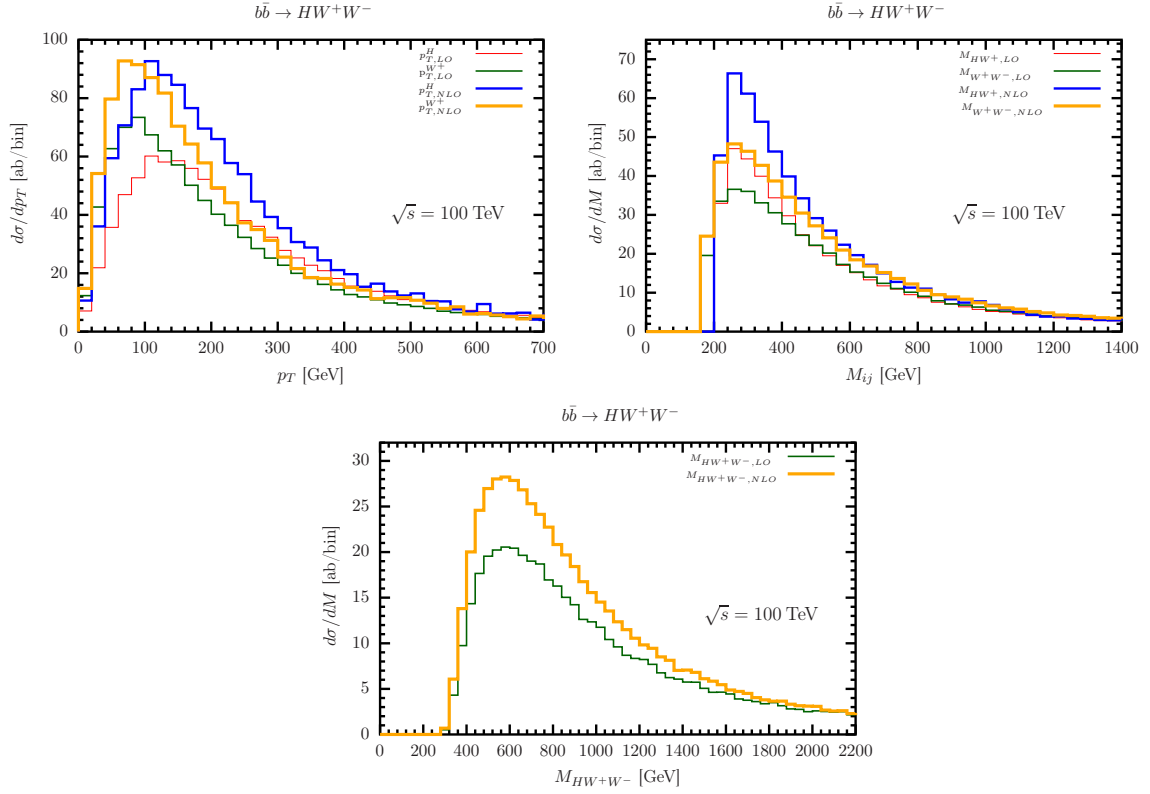 b\bar{b} → HW⁺W⁻
dσ/dp_T [ab/bin]
100
80
60
40
20
0
p^H_{T,LO}
p^{W⁺}_{T,LO}
p^H_{T,NLO}
p^{W⁺}_{T,NLO}
√s = 100 TeV
0 100 200 300 400 500 600 700
p_T [GeV]
b\bar{b} → HW⁺W⁻
dσ/dM [ab/bin]
70
60
50
40
30
20
10
0
M_{HW⁺,LO}
M_{W⁺W⁻,LO}
M_{HW⁺,NLO}
M_{W⁺W⁻,NLO}
√s = 100 TeV
0 200 400 600 800 1000 1200 1400
M_{ij} [GeV]
b\bar{b} → HW⁺W⁻
dσ/dM [ab/bin]
30
25
20
15
10
5
0
M_{HW⁺W⁻,LO}
M_{HW⁺W⁻,NLO}
√s = 100 TeV
0 200 400 600 800 1000 1200 1400 1600 1800 2000 2200
M_{HW⁺W⁻} [GeV]